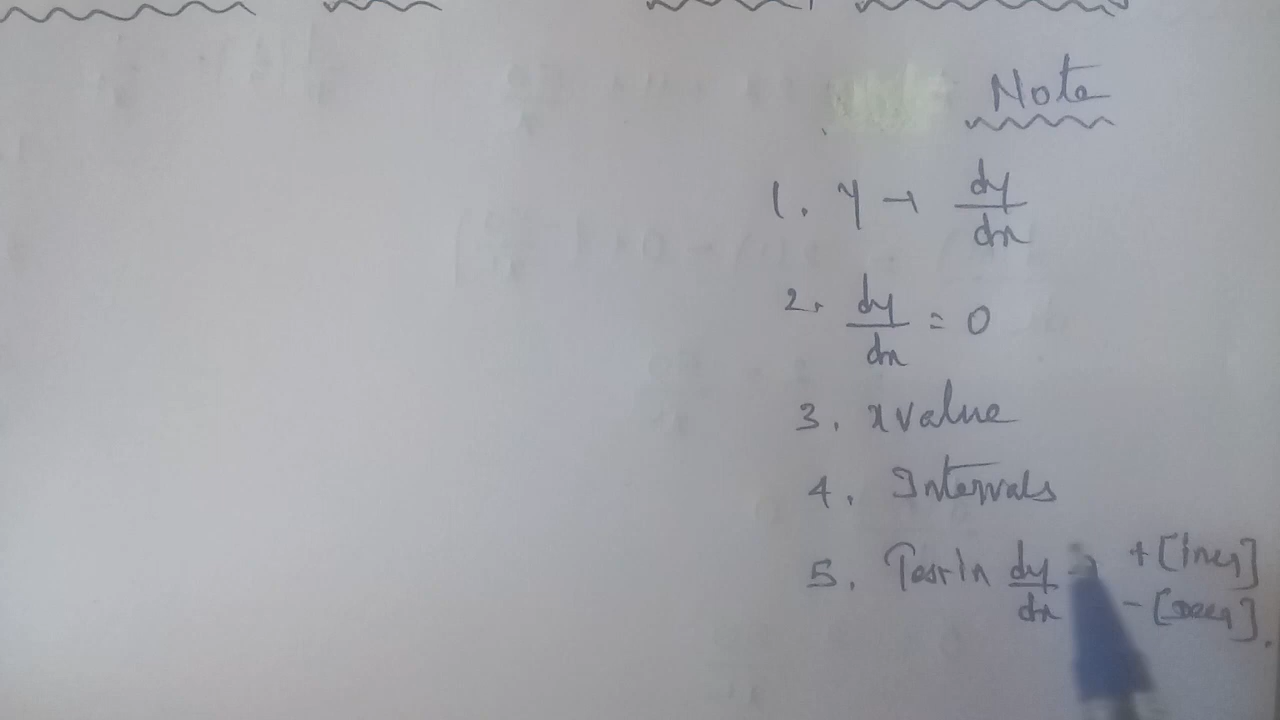 Note
1. y → dy/dx
2. dy/dx = 0
3. x value
4. Intervals
5. Test in dy/dx → + [incr]
- [decr].